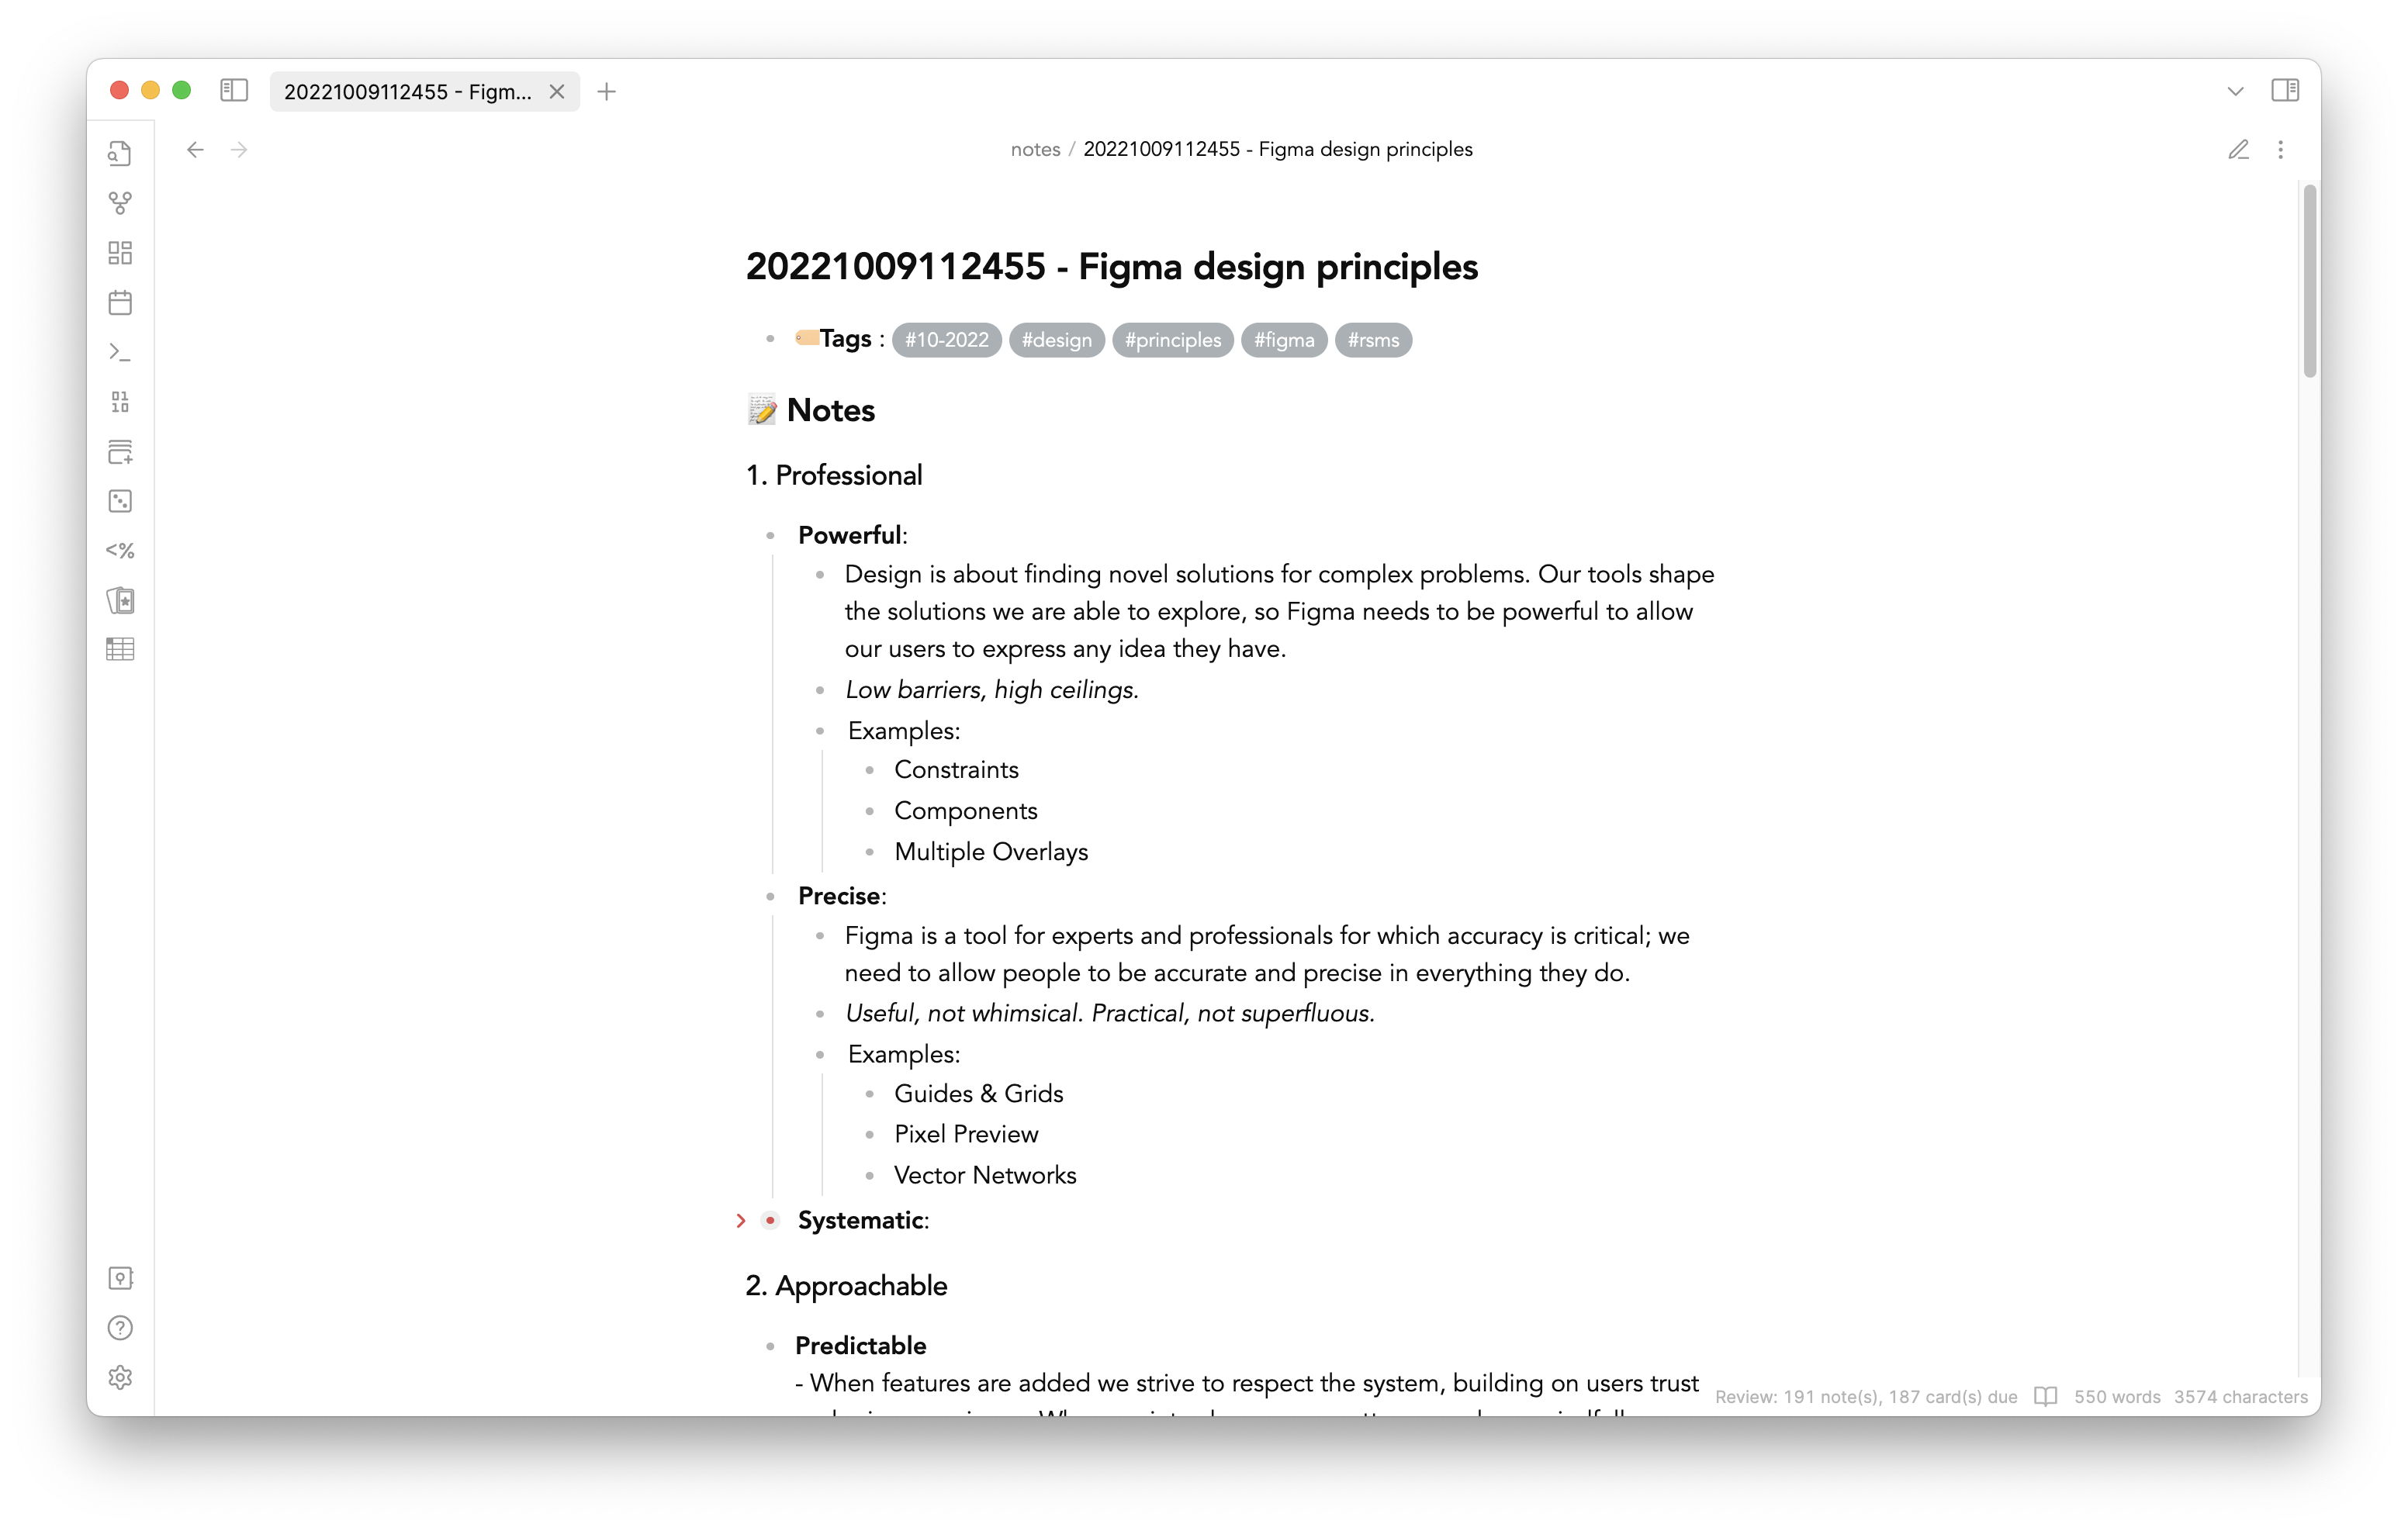 20221009112455 - Figm...
notes / 20221009112455 - Figma design principles
20221009112455 - Figma design principles
Tags : #10-2022 #design #principles #figma #rsms
Notes
1. Professional
Powerful:
Design is about finding novel solutions for complex problems. Our tools shape
the solutions we are able to explore, so Figma needs to be powerful to allow
our users to express any idea they have.
Low barriers, high ceilings.
Examples:
Constraints
Components
Multiple Overlays
Precise:
Figma is a tool for experts and professionals for which accuracy is critical; we
need to allow people to be accurate and precise in everything they do.
Useful, not whimsical. Practical, not superfluous.
Examples:
Guides & Grids
Pixel Preview
Vector Networks
Systematic:
2. Approachable
Predictable
- When features are added we strive to respect the system, building on users trust
Review: 191 note(s), 187 card(s) due 550 words 3574 characters